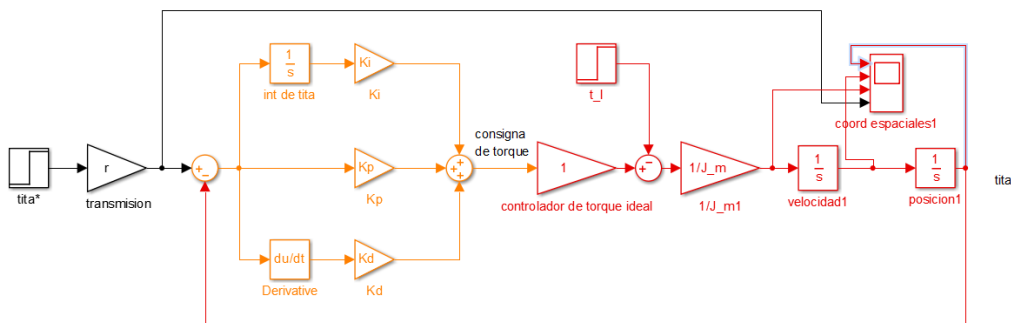 1
s
Ki
int de tita
Ki
t_l
coord espaciales1
consigna
de torque
r
+
−
Kp
+
+
+
1
−
+
1/J_m
1
s
1
s
tita
tita*
transmision
Kp
controlador de torque ideal
1/J_m1
velocidad1
posicion1
du/dt
Kd
Derivative
Kd